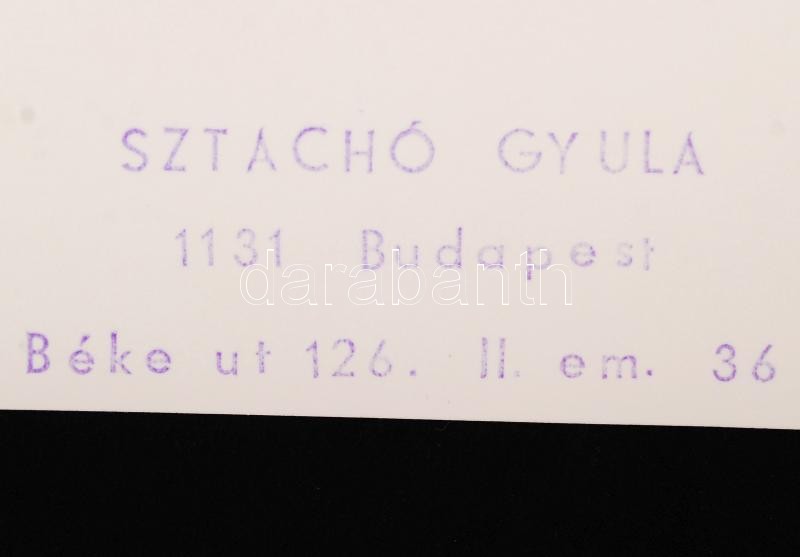 SZTACHÓ GYULA
1131 Budapest
darabanth
Béke ut 126. II. em. 36